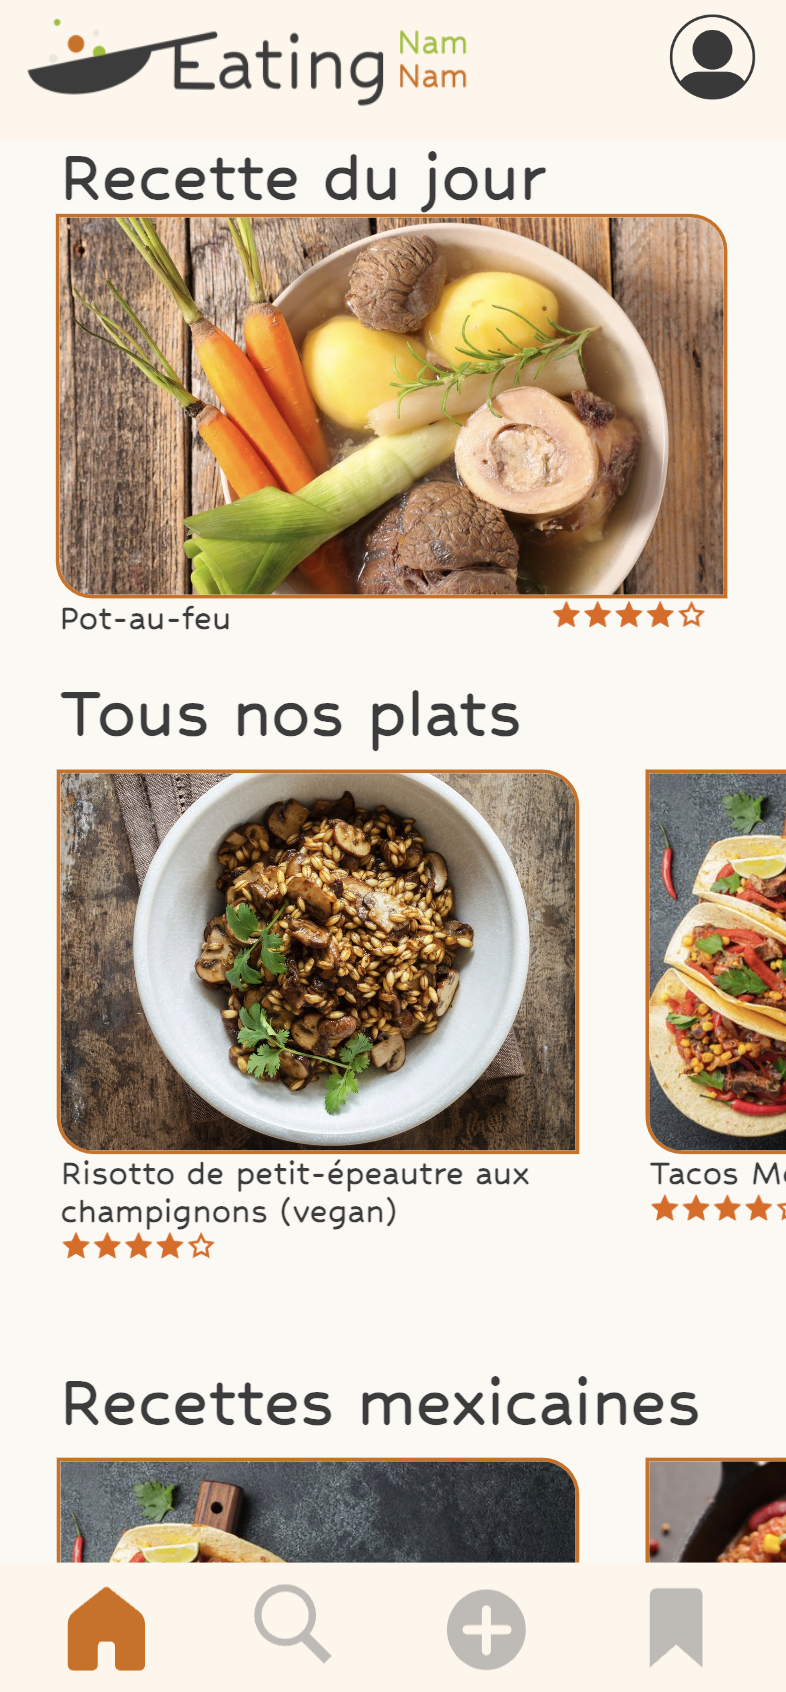 Eating
Nam
Nam
Recette du jour
Pot-au-feu
Tous nos plats
Risotto de petit-épeautre aux
champignons (vegan)
Tacos
Recettes mexicaines